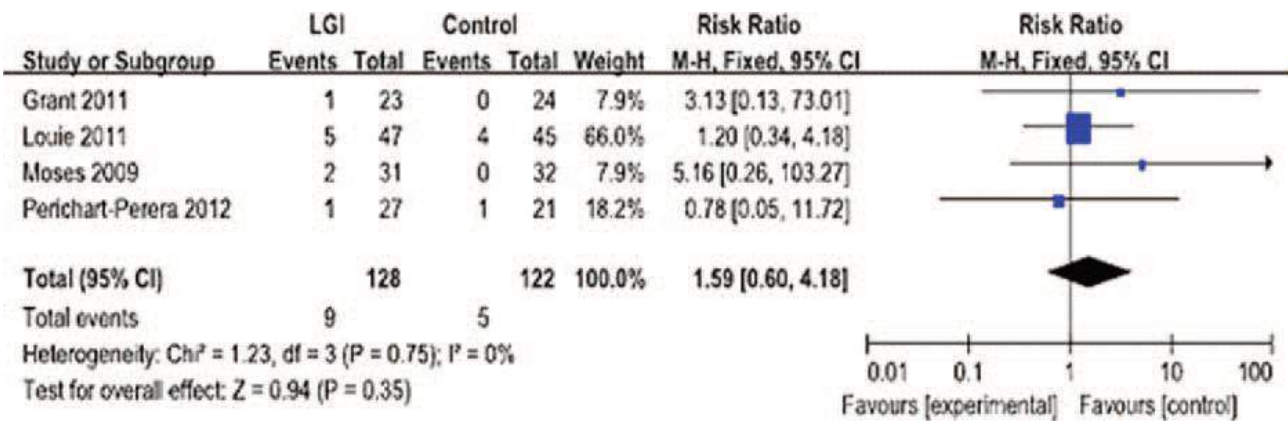 LGI Control Risk Ratio Risk Ratio
Study or Subgroup Events Total Events Total Weight M-H, Fixed, 95% CI M-H, Fixed, 95% CI
Grant 2011 1 23 0 24 7.9% 3.13 [0.13, 73.01]
Louie 2011 5 47 4 45 66.0% 1.20 [0.34, 4.18]
Moses 2009 2 31 0 32 7.9% 5.16 [0.26, 103.27]
Perichart-Perera 2012 1 27 1 21 18.2% 0.78 [0.05, 11.72]
Total (95% CI) 128 122 100.0% 1.59 [0.60, 4.18]
Total events 9 5
Heterogeneity: Chi² = 1.23, df = 3 (P = 0.75); I² = 0%
Test for overall effect: Z = 0.94 (P = 0.35)
0.01 0.1 1 10 100
Favours [experimental] Favours [control]